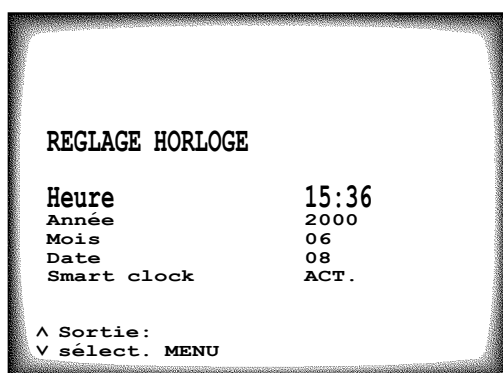 REGLAGE HORLOGE
Heure 15:36
Année 2000
Mois 06
Date 08
Smart clock ACT.
∧ Sortie:
∨ sélect. MENU